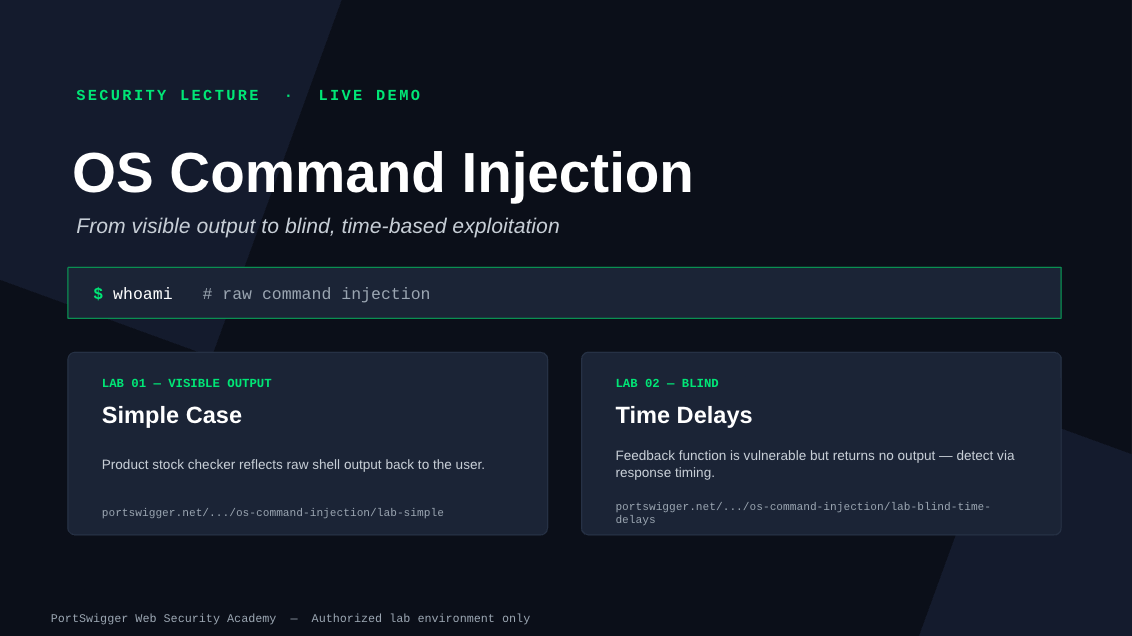 SECURITY LECTURE · LIVE DEMO
OS Command Injection
From visible output to blind, time-based exploitation
$ whoami # raw command injection
LAB 01 — VISIBLE OUTPUT
Simple Case
Product stock checker reflects raw shell output back to the user.
portswigger.net/.../os-command-injection/lab-simple
LAB 02 — BLIND
Time Delays
Feedback function is vulnerable but returns no output — detect via
response timing.
portswigger.net/.../os-command-injection/lab-blind-time-
delays
PortSwigger Web Security Academy — Authorized lab environment only